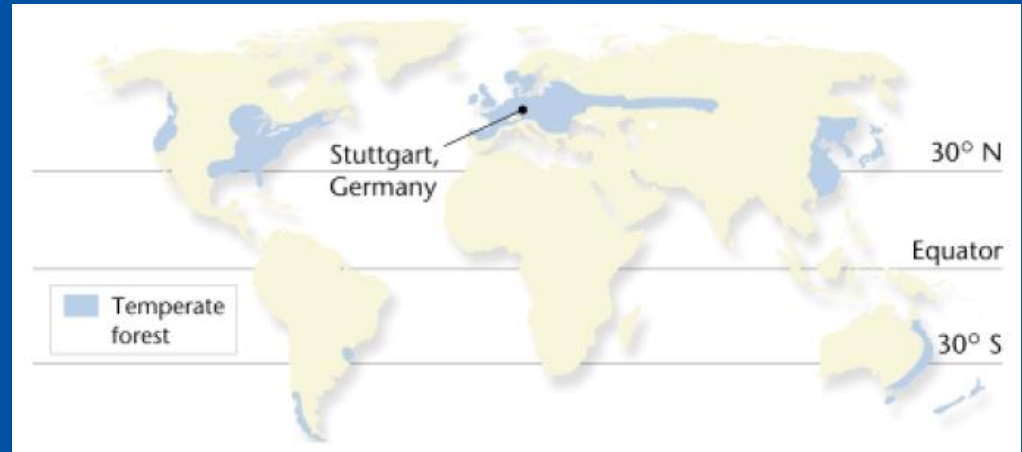 Stuttgart,
Germany
30° N
Equator
Temperate
forest
30° S